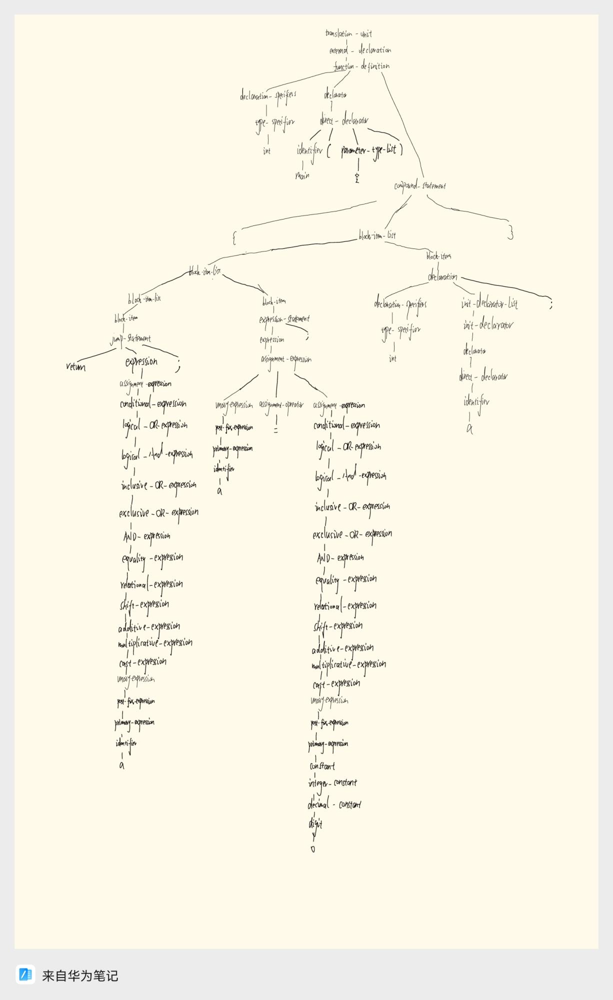 translation - unit
external - declaration
function - definition
declaration - specifiers declarator
type - specifier direct - declarator
int identifier ( parameter - type - list )
main
compound - statement
{ block-item-list }
block-item
block-item-list declaration
block-item-list block-item declaration - specifiers init - declarator - list ;
block-item expression - statement type - specifier init - declarator
jump - statement expression ; int declarator
return expression ; assignment - expression direct - declarator
assignment - expression identifier
conditional - expression unary-expression assignment-opreator assignment - expression a
logical - OR - expression post-fix-expression = conditional - expression
logical - And - expression primary-expression logical - OR - expression
identifier logical - And - expression
inclusive - OR - expression a
exclusive - OR - expression inclusive - OR - expression
AND - expression exclusive - OR - expression
equality - expression AND - expression
relational - expression equality - expression
shift - expression relational - expression
additive - expression shift - expression
multiplicative - expression additive - expression
cast - expression multiplicative - expression
unary-expression cast - expression
post-fix-expression unary-expression
primary-expression post-fix-expression
identifier primary-expression
a constant
integer - constant
decimal - constant
digit
0
来自华为笔记